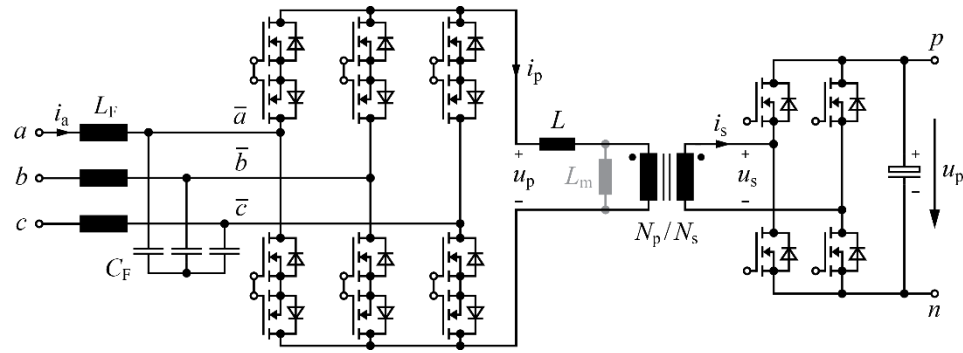 i_p
p
i_a
L_F
a̅
a
L
i_s
b
b̅
+
u_p
−
L_m
+
u_s
−
+
−
u_p
c
c̅
N_p/N_s
C_F
n